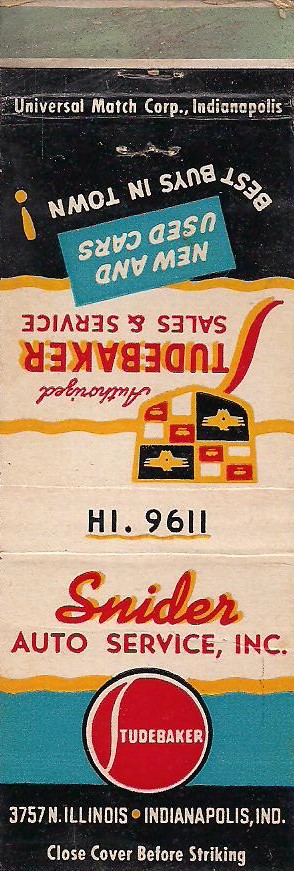 Universal Match Corp., Indianapolis
Authorized
STUDEBAKER
SALES & SERVICE
NEW AND
USED CARS
BEST BUYS IN TOWN!
HI. 9611
Snider
AUTO SERVICE, INC.
STUDEBAKER
3757 N. ILLINOIS • INDIANAPOLIS, IND.
Close Cover Before Striking